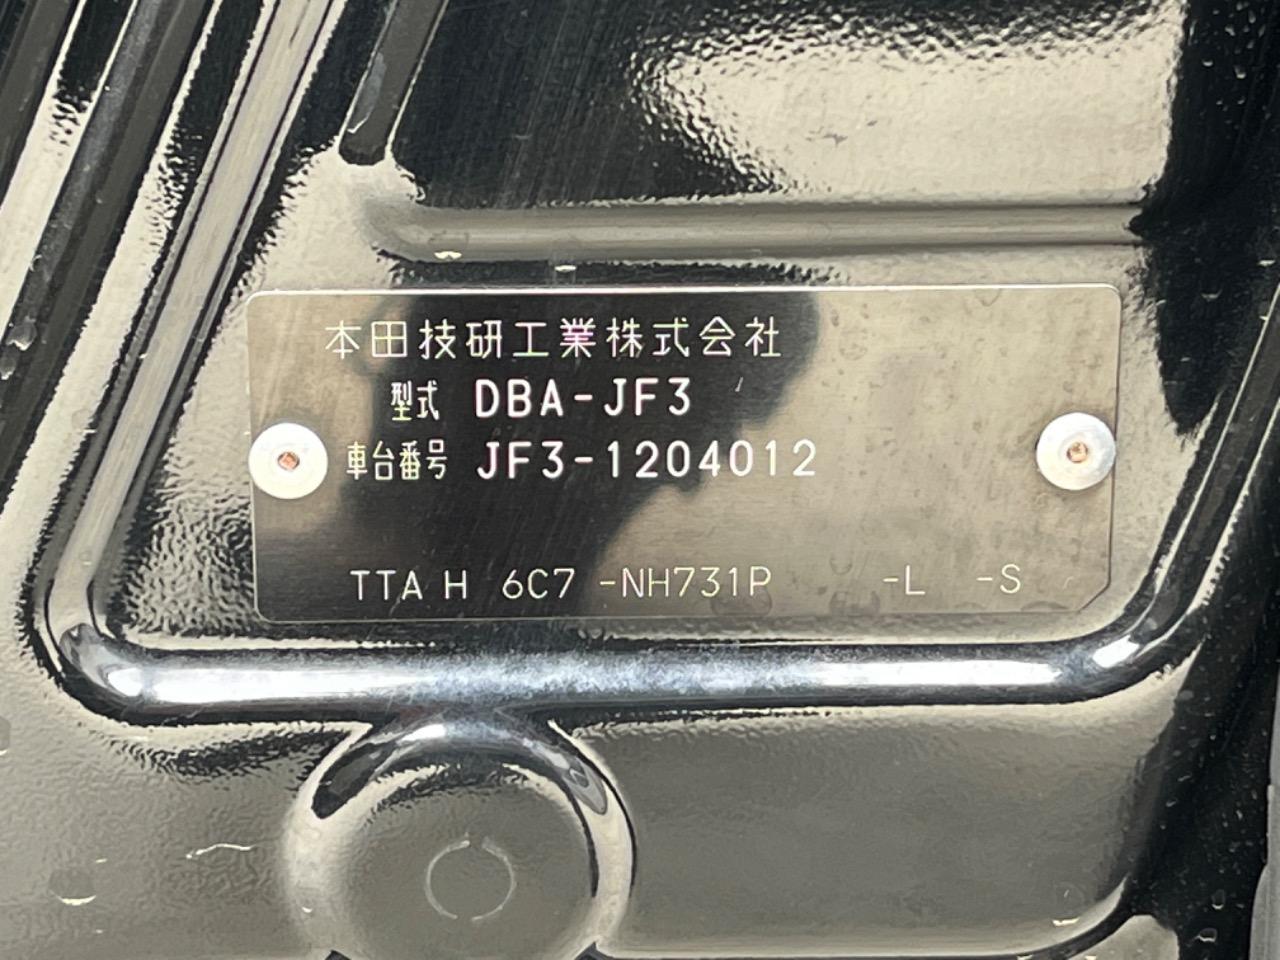 本田技研工業株式会社
型式 DBA-JF3
車台番号 JF3-1204012
TTA H 6C7 -NH731P -L -S